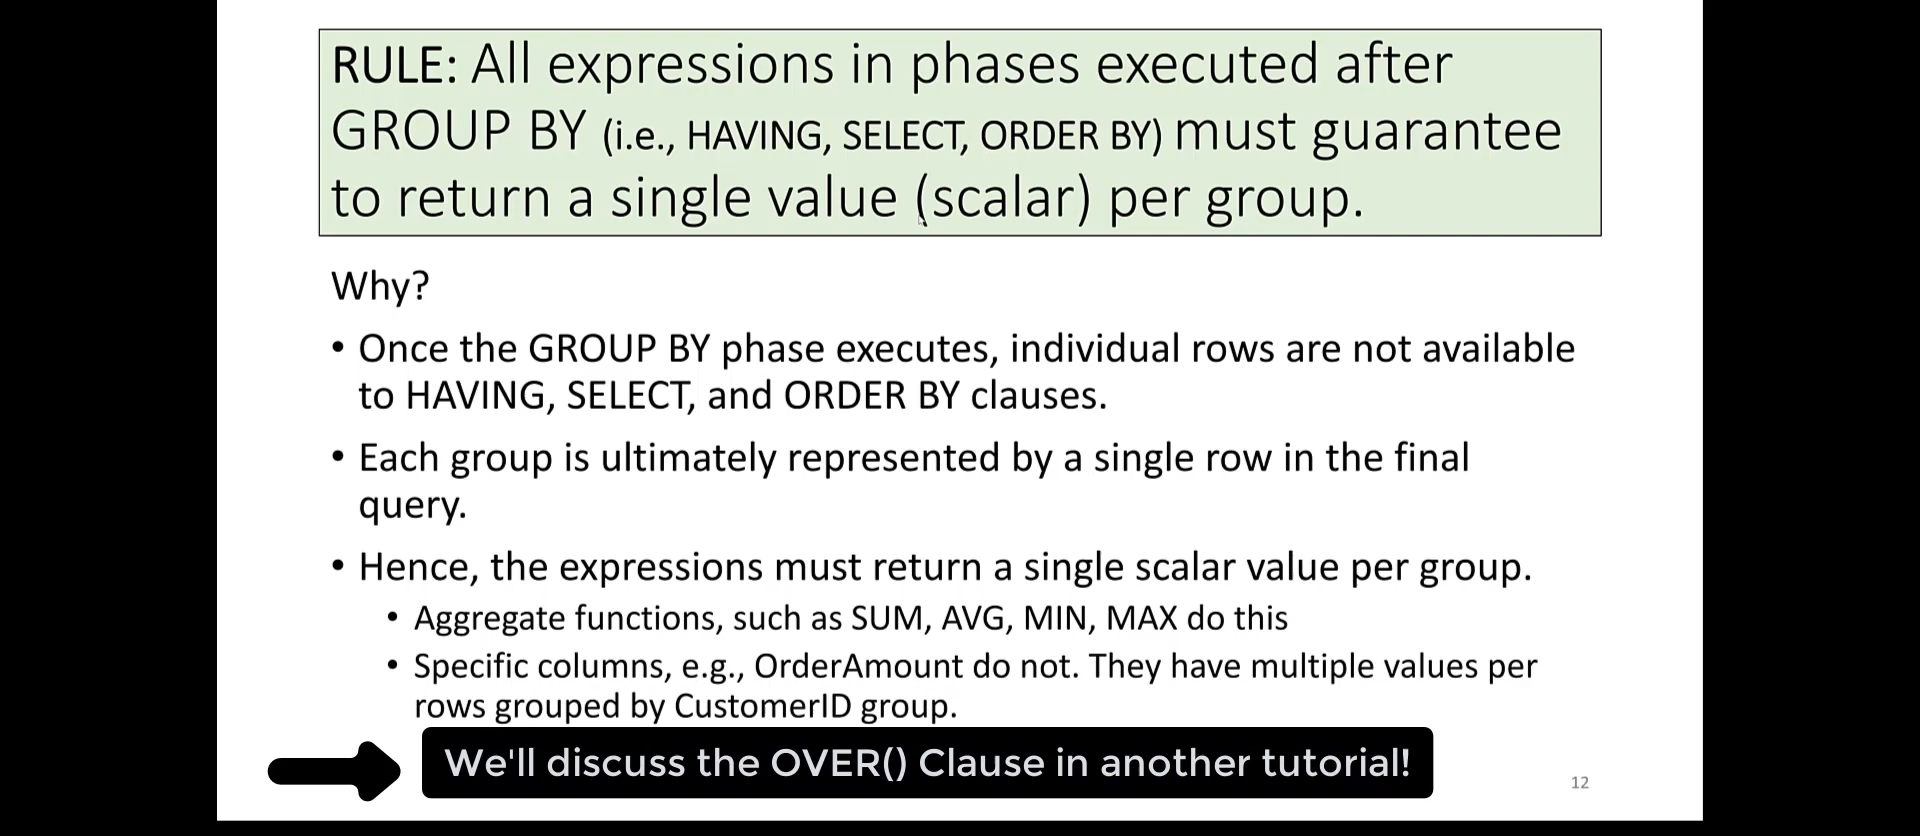 RULE: All expressions in phases executed after
GROUP BY (i.e., HAVING, SELECT, ORDER BY) must guarantee
to return a single value (scalar) per group.
Why?
• Once the GROUP BY phase executes, individual rows are not available
to HAVING, SELECT, and ORDER BY clauses.
• Each group is ultimately represented by a single row in the final
query.
• Hence, the expressions must return a single scalar value per group.
• Aggregate functions, such as SUM, AVG, MIN, MAX do this
• Specific columns, e.g., OrderAmount do not. They have multiple values per
rows grouped by CustomerID group.
We'll discuss the OVER() Clause in another tutorial!
12